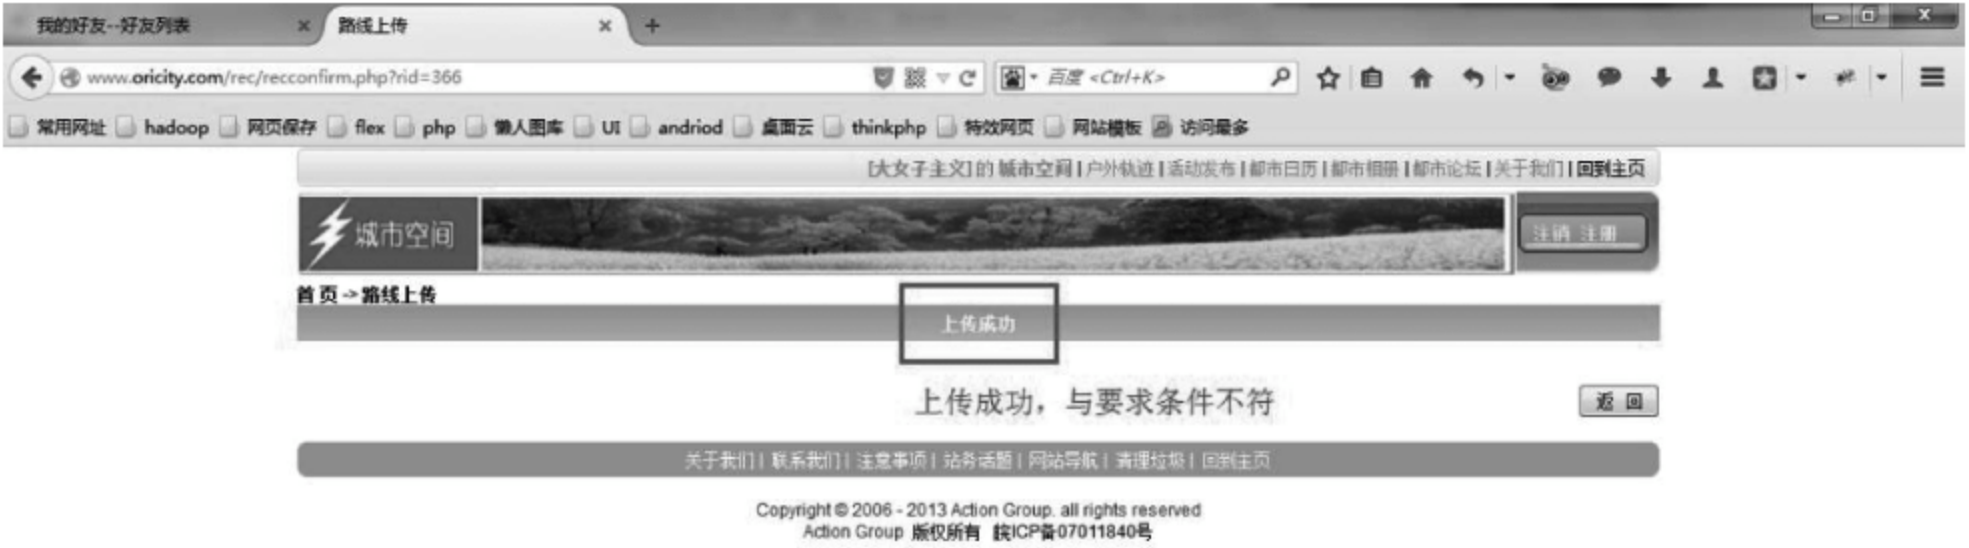 我的好友--好友列表 × 路线上传 × +
www.oricity.com/rec/recconfirm.php?rid=366 百度 <Ctrl+K>
常用网址 hadoop 网页保存 flex php 懒人图库 UI andriod 桌面云 thinkphp 特效网页 网站模板 访问最多
[大女子主义]的 城市空间 | 户外轨迹 | 活动发布 | 都市日历 | 都市相册 | 都市论坛 | 关于我们 | 回到主页
城市空间
注销 注册
首页->路线上传
上传成功
上传成功，与要求条件不符
返 回
关于我们 | 联系我们 | 注意事项 | 站务话题 | 网站导航 | 清理垃圾 | 回到主页
Copyright © 2006 - 2013 Action Group. all rights reserved
Action Group 版权所有 皖ICP备07011840号